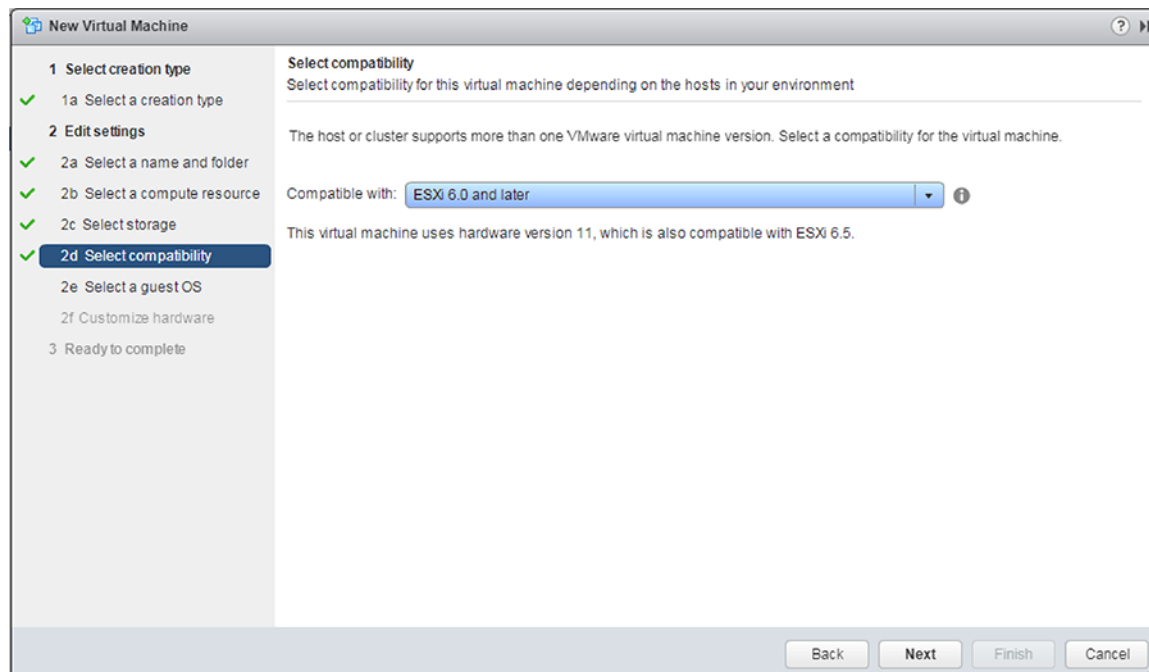 New Virtual Machine
1 Select creation type
1a Select a creation type
2 Edit settings
2a Select a name and folder
2b Select a compute resource
2c Select storage
2d Select compatibility
2e Select a guest OS
2f Customize hardware
3 Ready to complete
Select compatibility
Select compatibility for this virtual machine depending on the hosts in your environment
The host or cluster supports more than one VMware virtual machine version. Select a compatibility for the virtual machine.
Compatible with: ESXi 6.0 and later
This virtual machine uses hardware version 11, which is also compatible with ESXi 6.5.
Back Next Finish Cancel